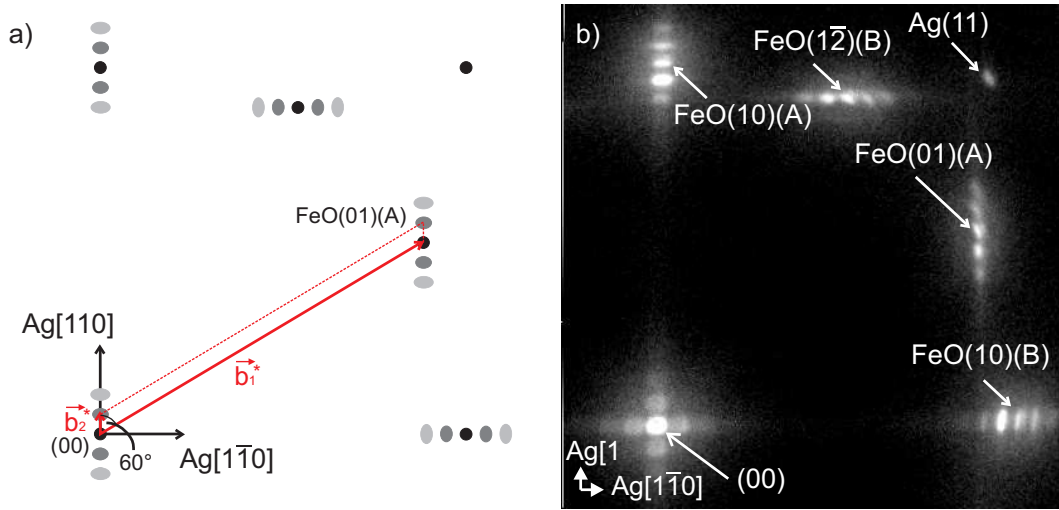 a)
FeO(01)(A)
Ag[110]
b₁*
b₂*
(00)
60°
Ag[11̅0]
b)
FeO(12̅)(B)
Ag(11)
FeO(10)(A)
FeO(01)(A)
FeO(10)(B)
Ag[1
Ag[11̅0]
(00)